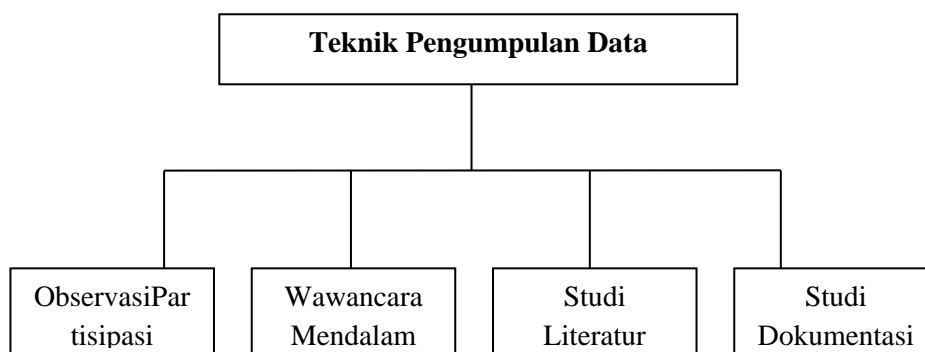 Teknik Pengumpulan Data
ObservasiPar
tisipasi
Wawancara
Mendalam
Studi
Literatur
Studi
Dokumentasi